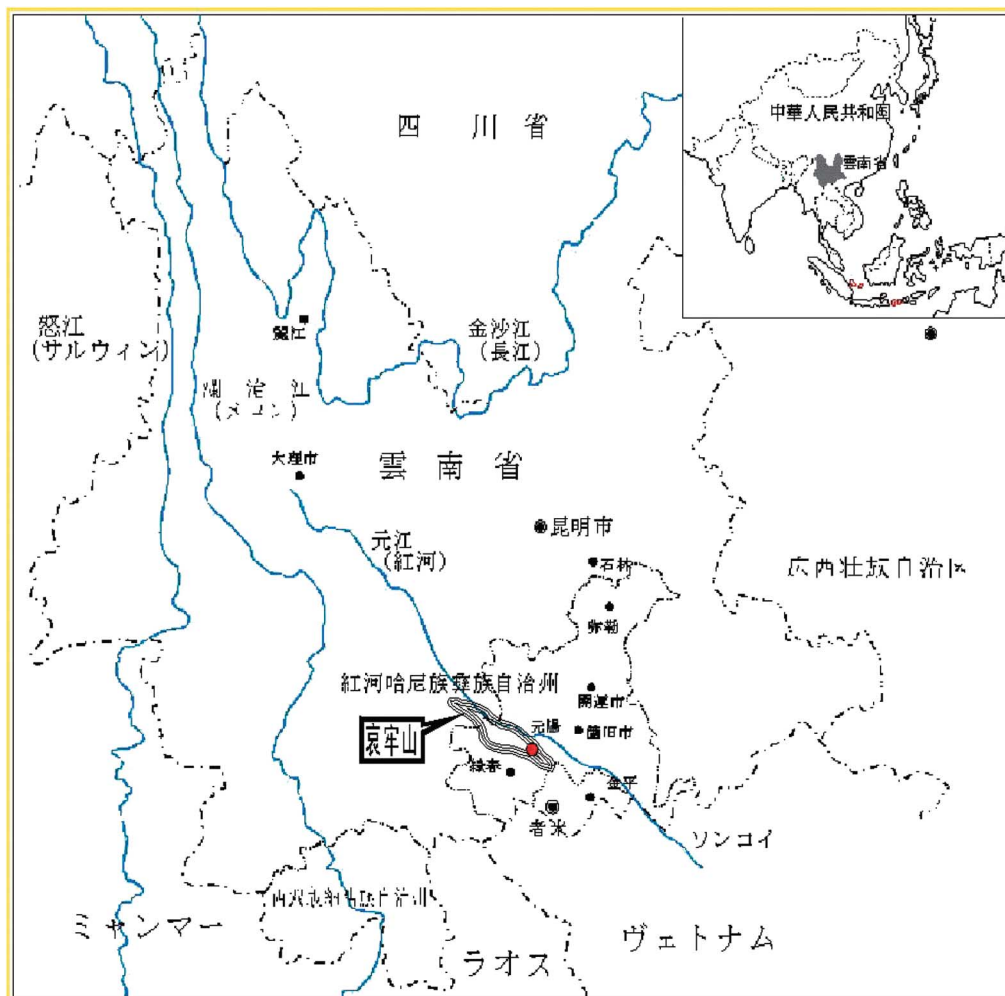 四川省
中華人民共和国
雲南省
怒江
(サルウィン)
麗江
金沙江
(長江)
瀾滄江
(メコン)
大理市
雲南省
元江
(紅河)
昆明市
石林
広西壮族自治区
弥勒
紅河哈尼族彝族自治州
開遠市
哀牢山
元陽
箇旧市
緑春
金平
者米
ソンコイ
ミャンマー
ラオス
ヴェトナム